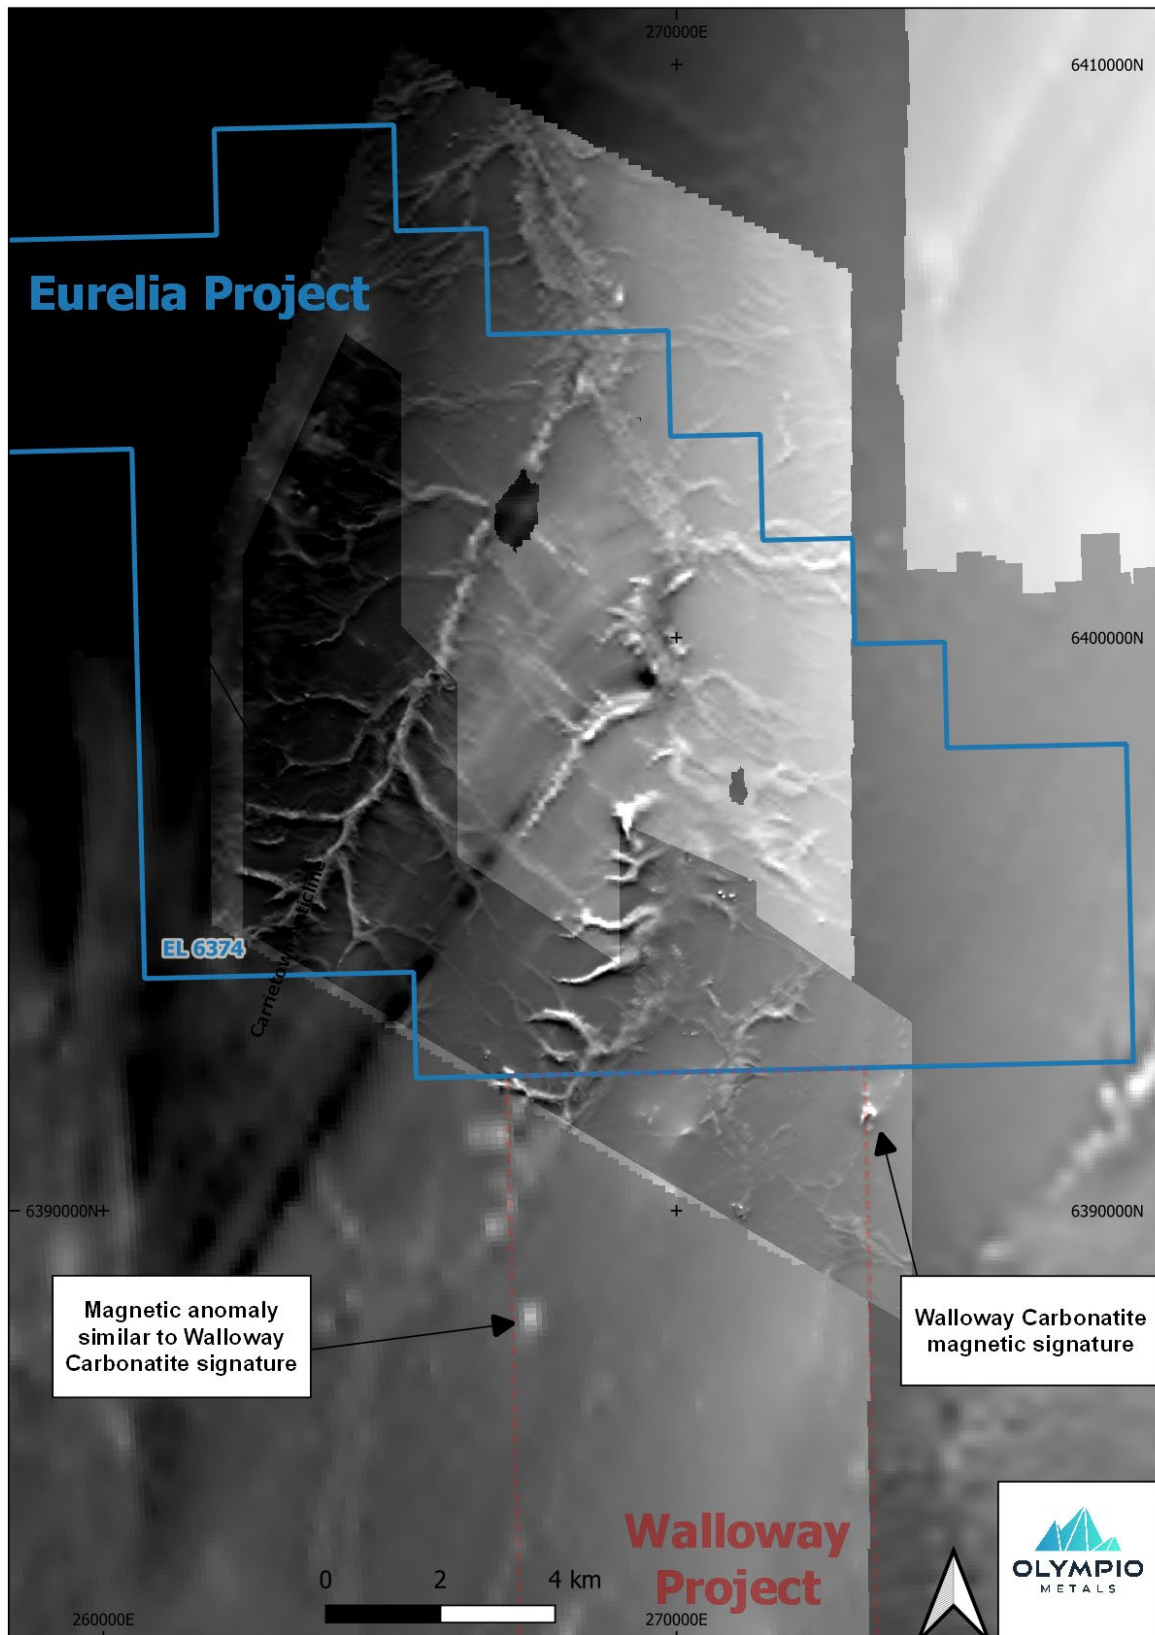 270000E
6410000N
Eurelia Project
6400000N
Carrietown Anticline
EL 6374
6390000N
6390000N
Magnetic anomaly
similar to Walloway
Carbonatite signature
Walloway Carbonatite
magnetic signature
Walloway
Project
0 2 4 km
260000E
270000E
OLYMPIO
METALS